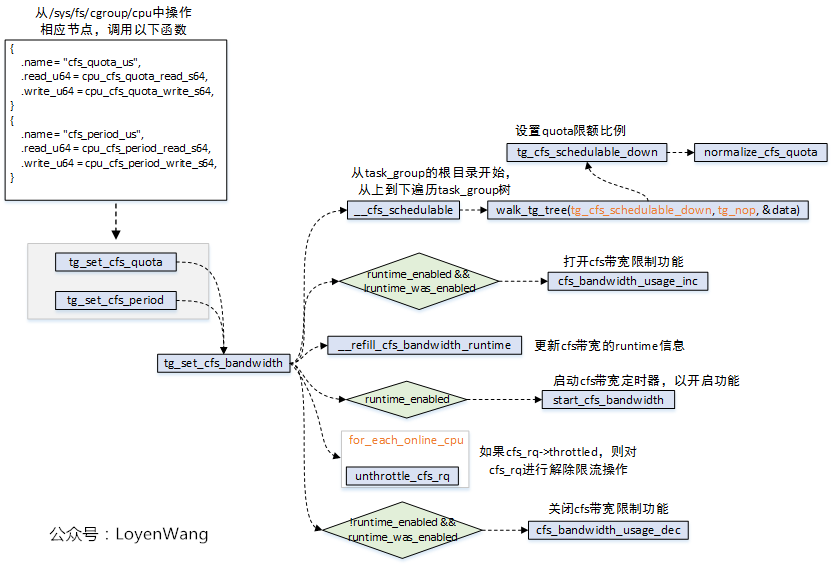 从/sys/fs/cgroup/cpu中操作
相应节点，调用以下函数
{
.name = "cfs_quota_us",
.read_u64 = cpu_cfs_quota_read_s64,
.write_u64 = cpu_cfs_quota_write_s64,
}
{
.name = "cfs_period_us",
.read_u64 = cpu_cfs_period_read_s64,
.write_u64 = cpu_cfs_period_write_s64,
}
tg_set_cfs_quota
tg_set_cfs_period
tg_set_cfs_bandwidth
设置quota限额比例
tg_cfs_schedulable_down
normalize_cfs_quota
从task_group的根目录开始，
从上到下遍历task_group树
__cfs_schedulable
walk_tg_tree(tg_cfs_schedulable_down, tg_nop, &data)
runtime_enabled &&
!runtime_was_enabled
打开cfs带宽限制功能
cfs_bandwidth_usage_inc
__refill_cfs_bandwidth_runtime
更新cfs带宽的runtime信息
runtime_enabled
启动cfs带宽定时器，以开启功能
start_cfs_bandwidth
for_each_online_cpu
unthrottle_cfs_rq
如果cfs_rq->throttled，则对
cfs_rq进行解除限流操作
!runtime_enabled &&
runtime_was_enabled
关闭cfs带宽限制功能
cfs_bandwidth_usage_dec
公众号：LoyenWang